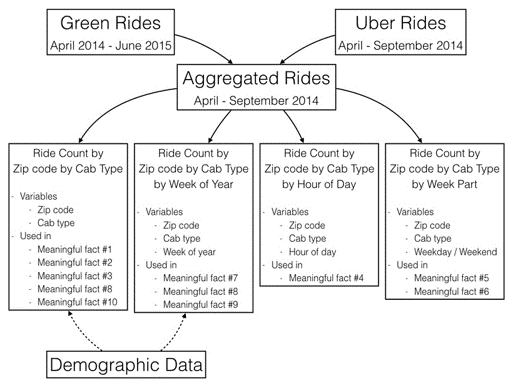 Green Rides
April 2014 - June 2015
Uber Rides
April - September 2014
Aggregated Rides
April - September 2014
Ride Count by
Zip code by Cab Type
- Variables
- Zip code
- Cab type
- Used in
- Meaningful fact #1
- Meaningful fact #2
- Meaningful fact #3
- Meaningful fact #8
- Meaningful fact #10
Ride Count by
Zip code by Cab Type
by Week of Year
- Variables
- Zip code
- Cab type
- Week of year
- Used in
- Meaningful fact #7
- Meaningful fact #8
- Meaningful fact #9
Ride Count by
Zip code by Cab Type
by Hour of Day
- Variables
- Zip code
- Cab type
- Hour of day
- Used in
- Meaningful fact #4
Ride Count by
Zip code by Cab Type
by Week Part
- Variables
- Zip code
- Cab type
- Weekday / Weekend
- Used in
- Meaningful fact #5
- Meaningful fact #6
Demographic Data